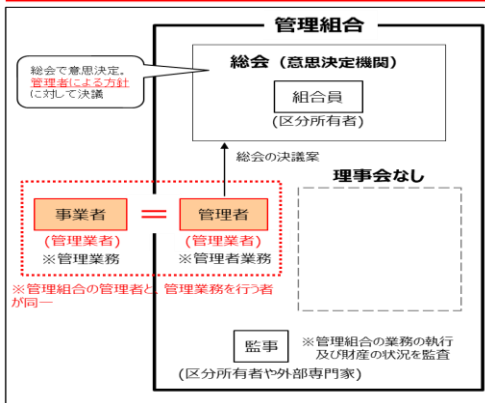 管理組合
総会（意思決定機関）
総会で意思決定。
管理者による方針
に対して決議
組合員
(区分所有者)
総会の決議案
理事会なし
事業者
＝
管理者
(管理業者)
(管理業者)
※管理業務
※管理者業務
※管理組合の管理者と、管理業務を行う者
が同一
監事
※管理組合の業務の執行
及び財産の状況を監査
(区分所有者や外部専門家)